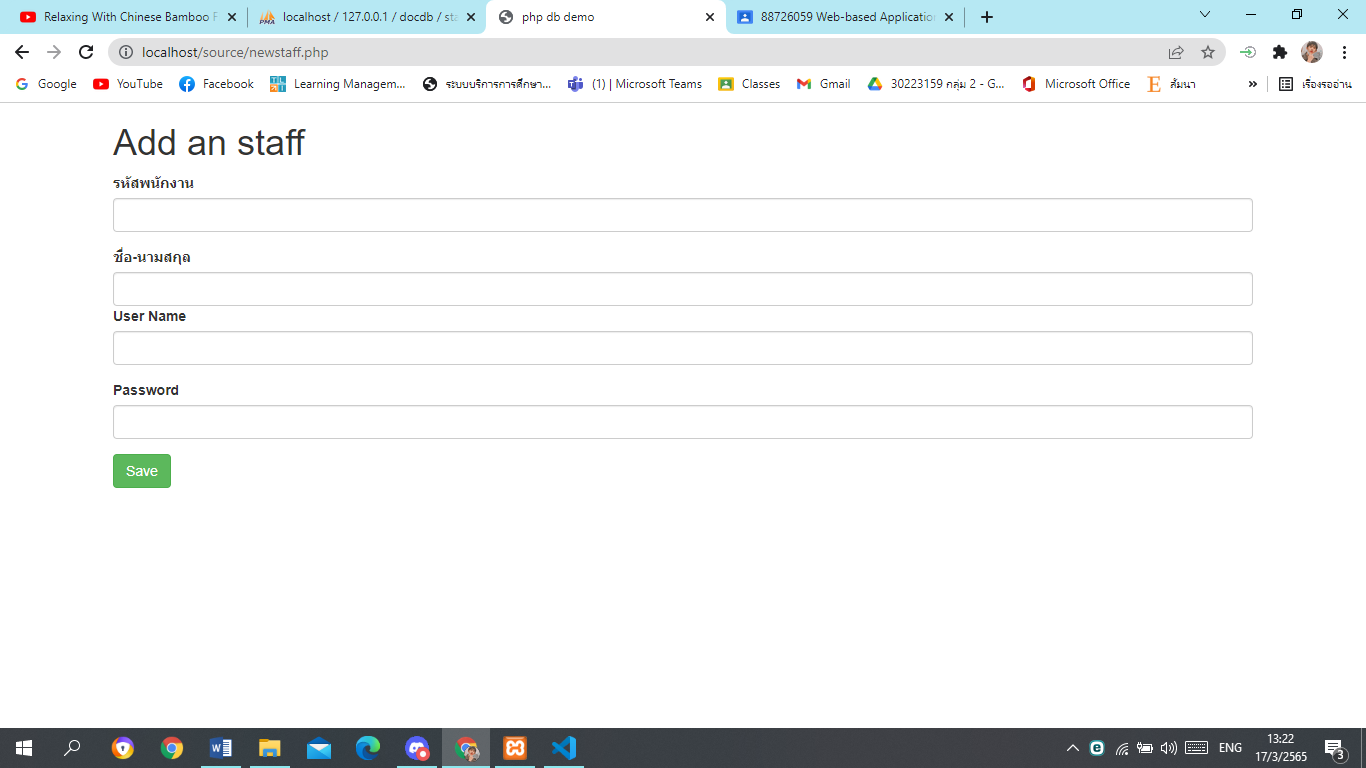 Relaxing With Chinese Bamboo F
localhost / 127.0.0.1 / docdb / sta
php db demo
88726059 Web-based Application
localhost/source/newstaff.php
Google
YouTube
Facebook
Learning Managem...
ระบบบริการการศึกษา...
(1) | Microsoft Teams
Classes
Gmail
30223159 กลุ่ม 2 - G...
Microsoft Office
สัมนา
»
เรื่องรออ่าน
Add an staff
รหัสพนักงาน
ชื่อ-นามสกุล
User Name
Password
Save
ENG
13:22
17/3/2565
3